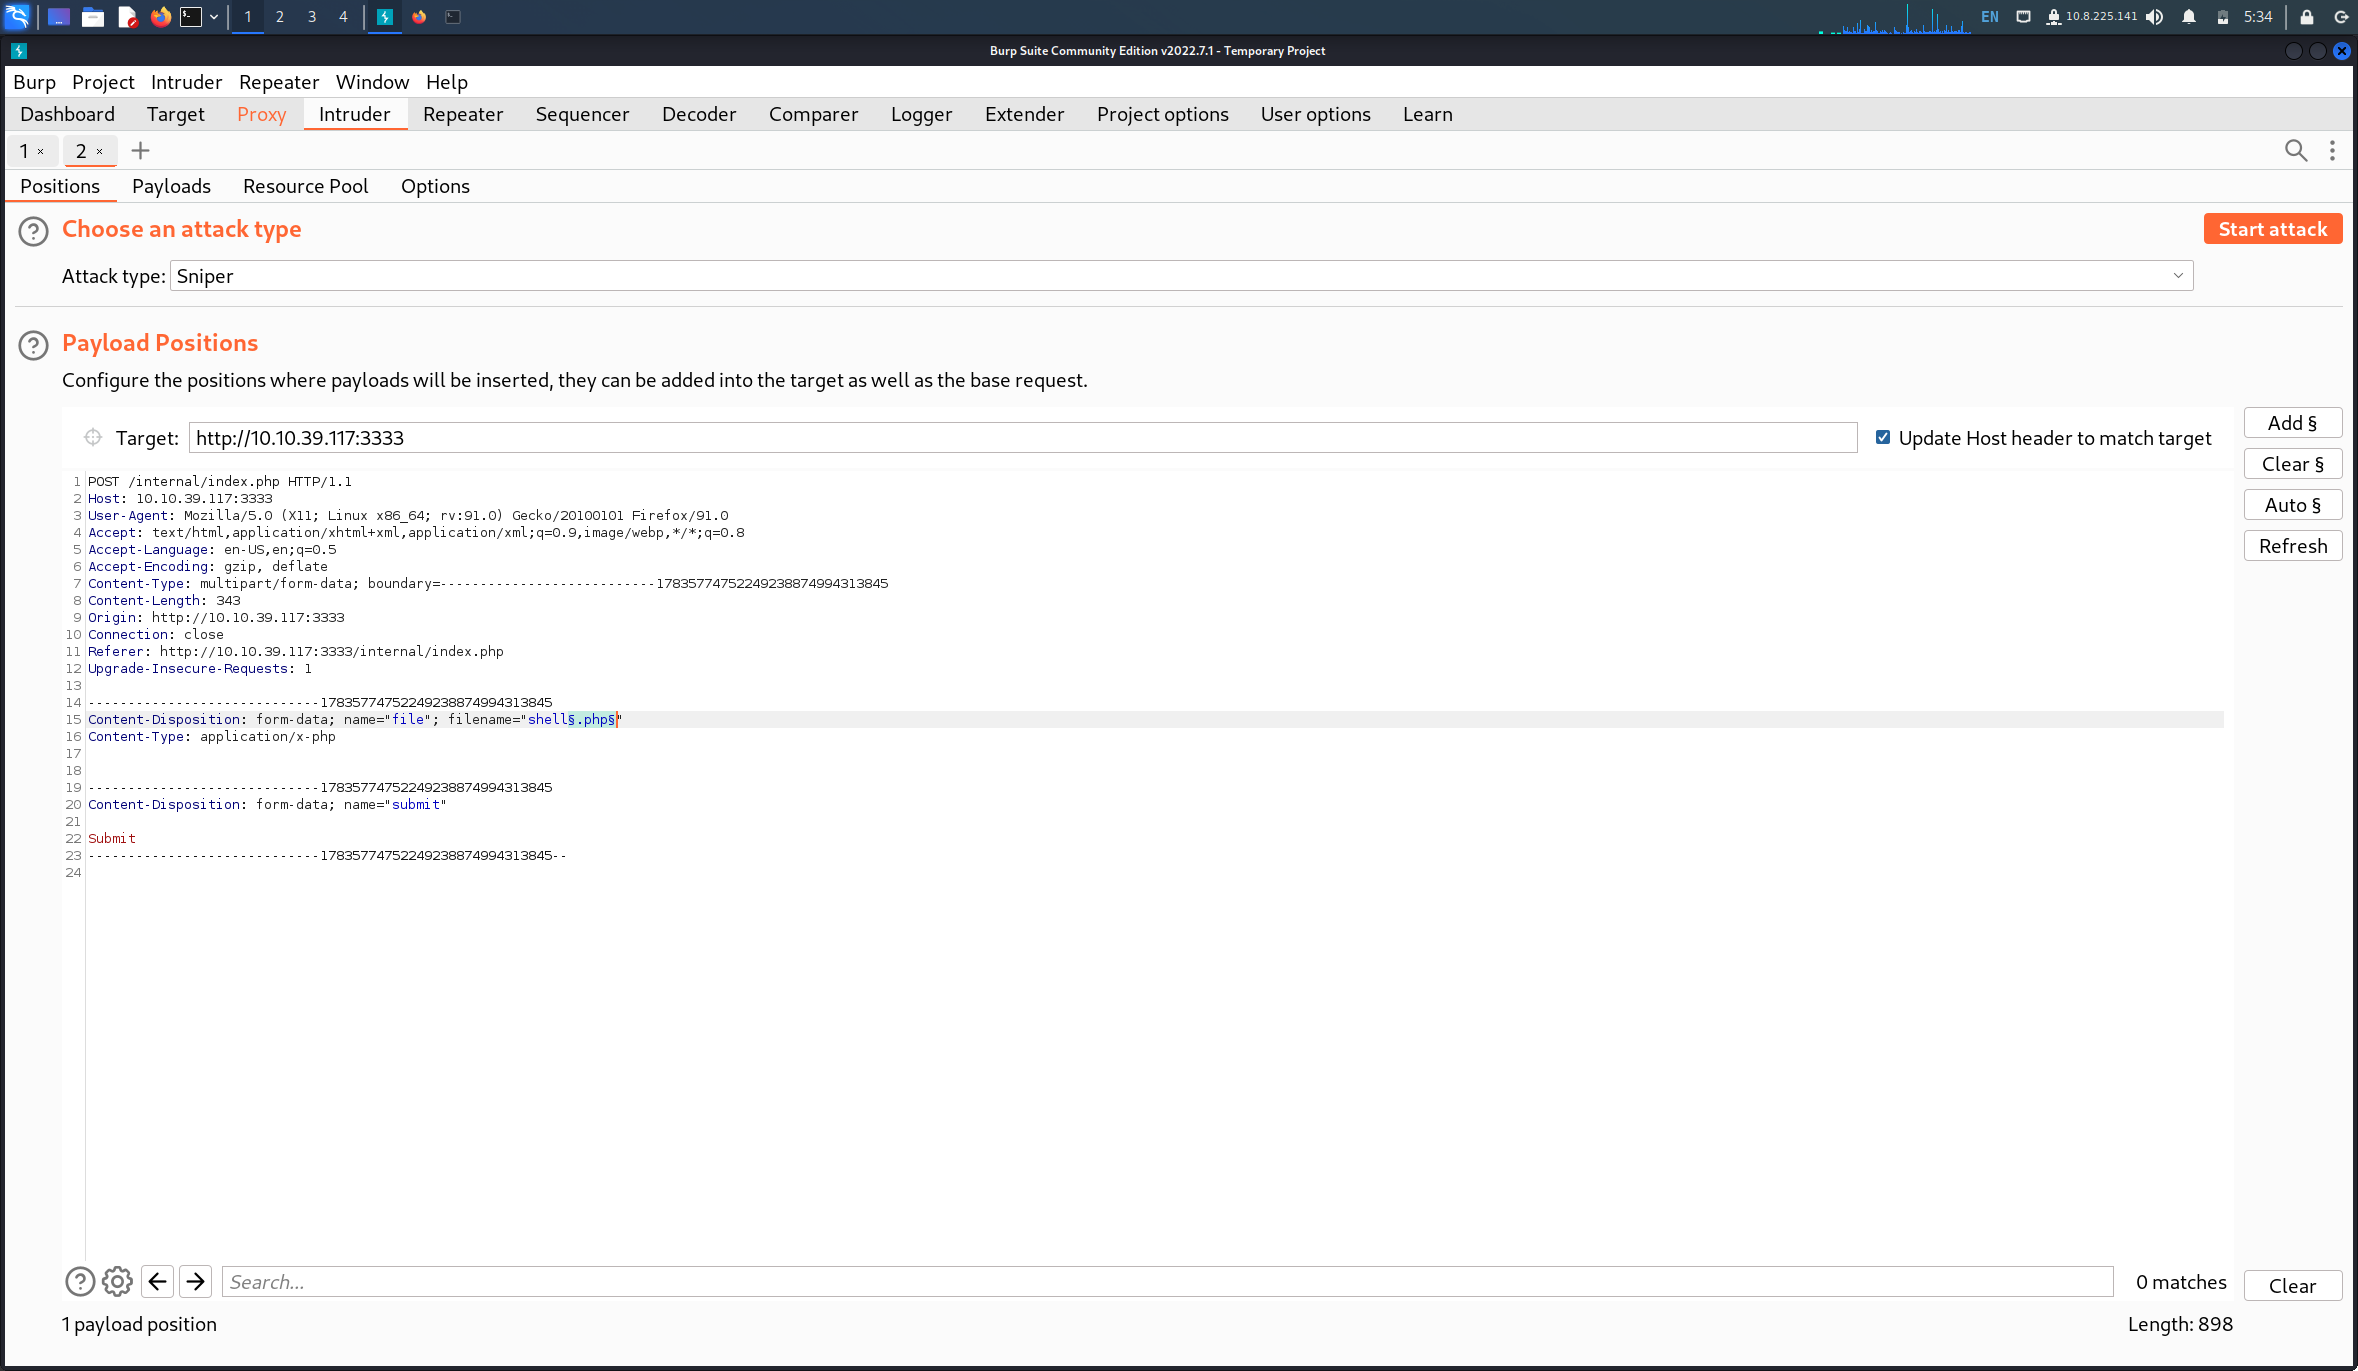 1 2 3 4 EN 10.8.225.141 5:34
Burp Suite Community Edition v2022.7.1 - Temporary Project
Burp Project Intruder Repeater Window Help
Dashboard Target Proxy Intruder Repeater Sequencer Decoder Comparer Logger Extender Project options User options Learn
1 × 2 × +
Positions Payloads Resource Pool Options
? Choose an attack type Start attack
Attack type: Sniper
? Payload Positions
Configure the positions where payloads will be inserted, they can be added into the target as well as the base request.
Target: http://10.10.39.117:3333 Update Host header to match target
Add §
Clear §
Auto §
Refresh
1 POST /internal/index.php HTTP/1.1
2 Host: 10.10.39.117:3333
3 User-Agent: Mozilla/5.0 (X11; Linux x86_64; rv:91.0) Gecko/20100101 Firefox/91.0
4 Accept: text/html,application/xhtml+xml,application/xml;q=0.9,image/webp,*/*;q=0.8
5 Accept-Language: en-US,en;q=0.5
6 Accept-Encoding: gzip, deflate
7 Content-Type: multipart/form-data; boundary=---------------------------17835774752249238874994313845
8 Content-Length: 343
9 Origin: http://10.10.39.117:3333
10 Connection: close
11 Referer: http://10.10.39.117:3333/internal/index.php
12 Upgrade-Insecure-Requests: 1
13
14 -----------------------------17835774752249238874994313845
15 Content-Disposition: form-data; name="file"; filename="shell§.php§"
16 Content-Type: application/x-php
17
18
19 -----------------------------17835774752249238874994313845
20 Content-Disposition: form-data; name="submit"
21
22 Submit
23 -----------------------------17835774752249238874994313845--
24
? Search... 0 matches Clear
1 payload position Length: 898